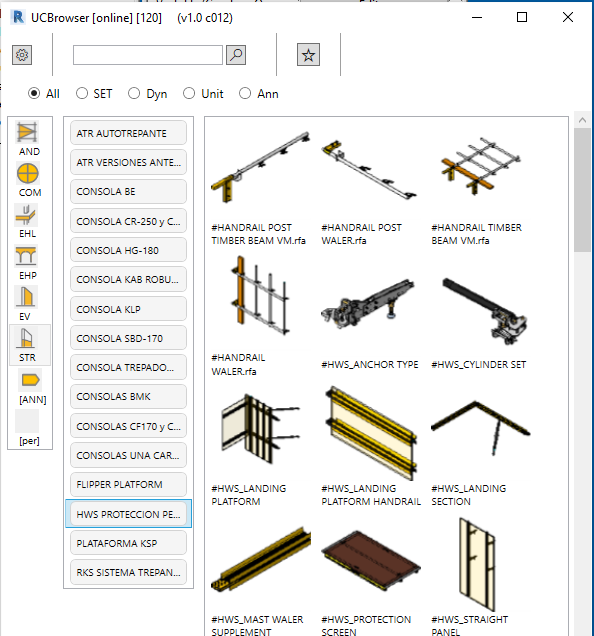 UCBrowser [online] [120] (v1.0 c012)
All SET Dyn Unit Ann
AND
COM
EHL
EHP
EV
STR
[ANN]
[per]
ATR AUTOTREPANTE
ATR VERSIONES ANTE...
CONSOLA BE
CONSOLA CR-250 y C...
CONSOLA HG-180
CONSOLA KAB ROBU...
CONSOLA KLP
CONSOLA SBD-170
CONSOLA TREPADO...
CONSOLAS BMK
CONSOLAS CF170 y C...
CONSOLAS UNA CAR...
FLIPPER PLATFORM
HWS PROTECCION PE...
PLATAFORMA KSP
RKS SISTEMA TREPAN...
#HANDRAIL POST
TIMBER BEAM VM.rfa
#HANDRAIL POST
WALER.rfa
#HANDRAIL TIMBER
BEAM VM.rfa
#HANDRAIL
WALER.rfa
#HWS_ANCHOR TYPE
#HWS_CYLINDER SET
#HWS_LANDING
PLATFORM
#HWS_LANDING
PLATFORM HANDRAIL
#HWS_LANDING
SECTION
#HWS_MAST WALER
SUPPLEMENT
#HWS_PROTECTION
SCREEN
#HWS_STRAIGHT
PANEL